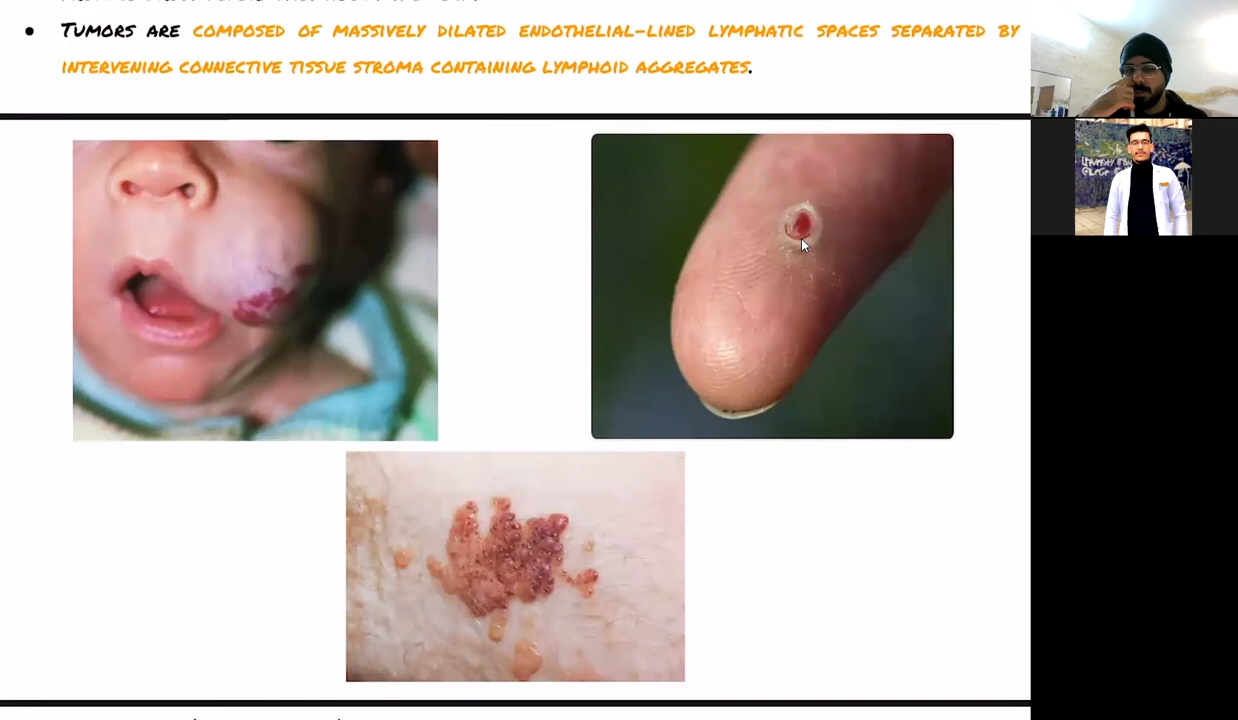 • Tumors are composed of massively dilated endothelial-lined lymphatic spaces separated by
intervening connective tissue stroma containing lymphoid aggregates.